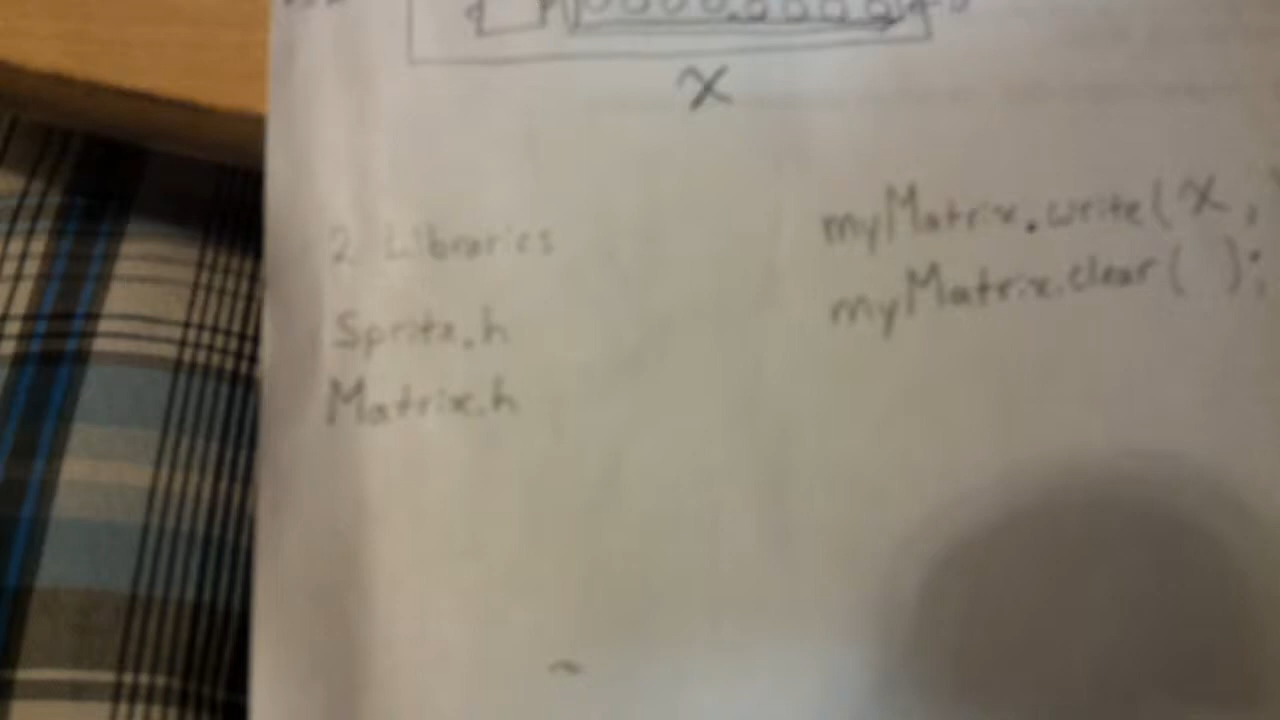 x
2 Libraries
Sprite.h
Matrix.h
myMatrix.write(x,
myMatrix.clear( );